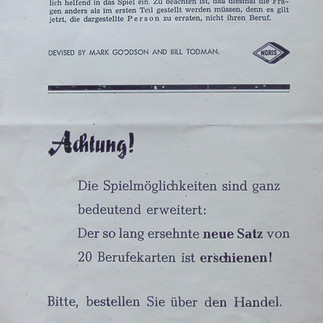 lich helfend in das Spiel ein. Zu beachten ist, daß diesmal die Fra-
gen anders als im ersten Teil gestellt werden müssen, denn es gilt
jetzt, die dargestellte Person zu erraten, nicht ihren Beruf.
DEVISED BY MARK GOODSON AND BILL TODMAN.
NORIS
Achtung!
Die Spielmöglichkeiten sind ganz
bedeutend erweitert:
Der so lang ersehnte neue Satz von
20 Berufekarten ist erschienen!
Bitte, bestellen Sie über den Handel.